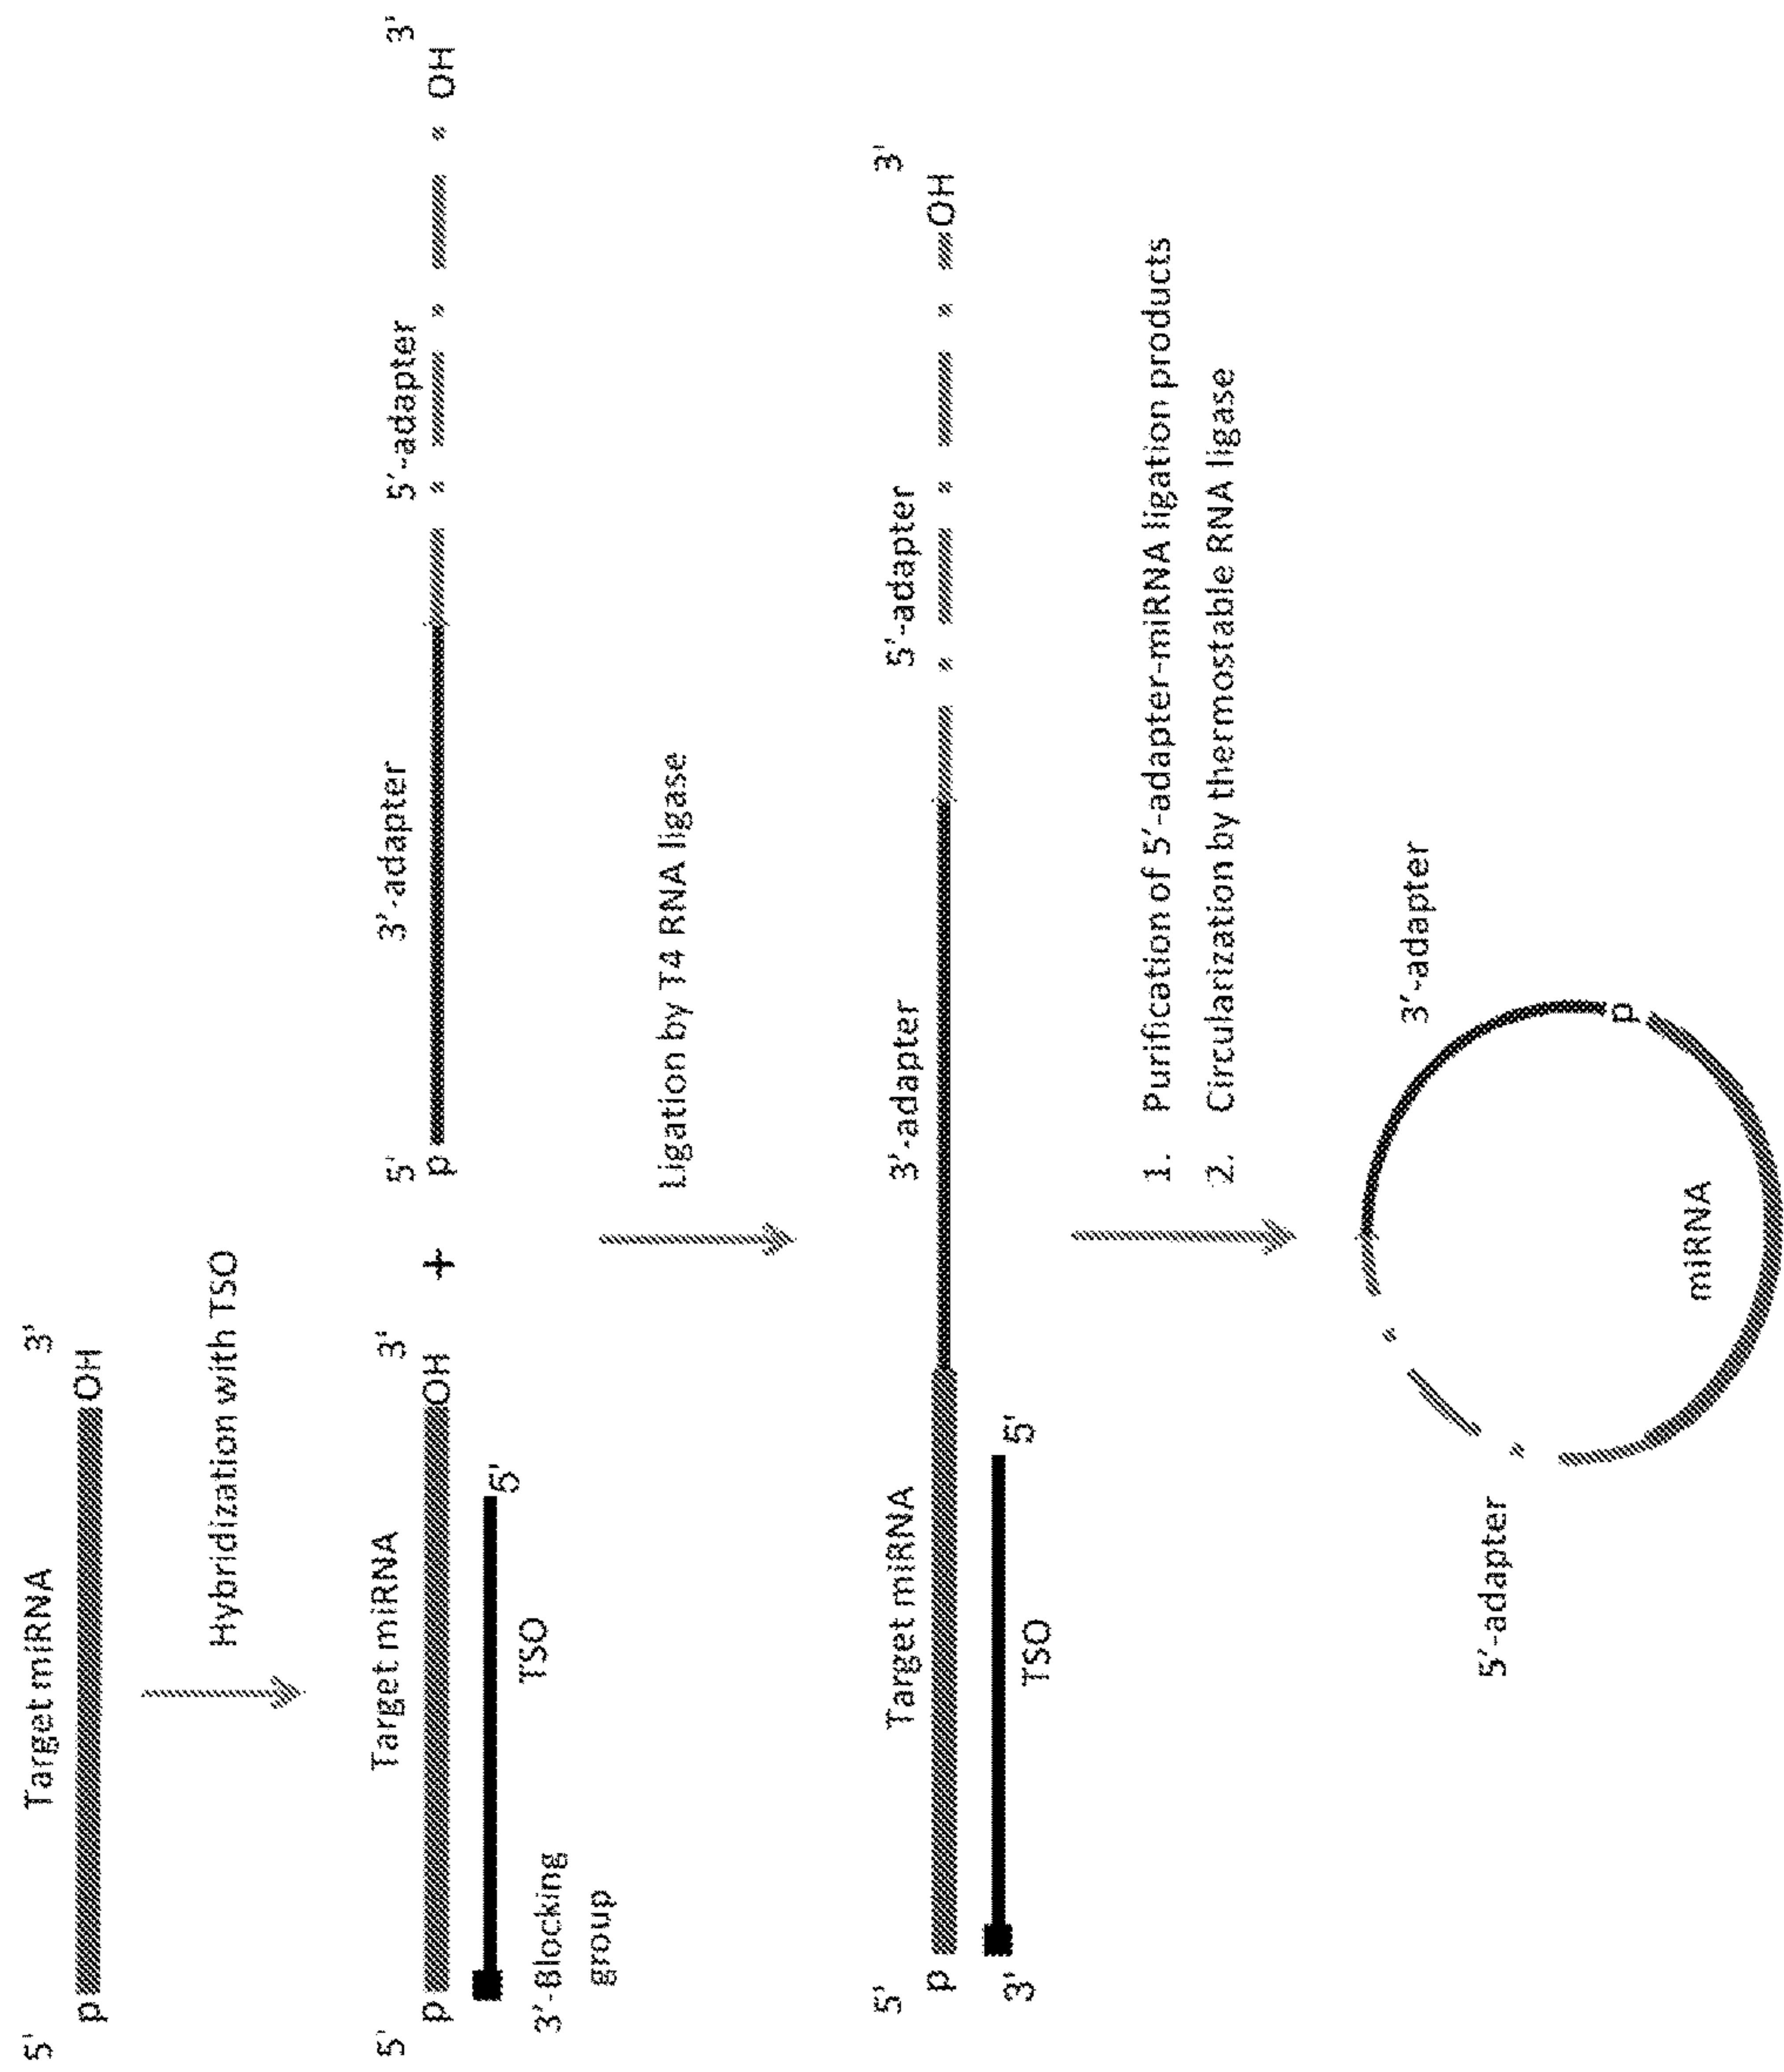 Target miRNA
5'
3'
p
OH
Hybridization with TSO
5'
Target miRNA
3'
5'
3'-adapter
5'-adapter
3'
p
OH
+
p
OH
5'
3'-Blocking
group
TSO
Ligation by T4 RNA ligase
5'
Target miRNA
3'-adapter
5'-adapter
3'
p
OH
3'
TSO
5'
1. Purification of 5'-adapter-miRNA ligation products
2. Circularization by thermostable RNA ligase
5'-adapter
3'-adapter
p
miRNA